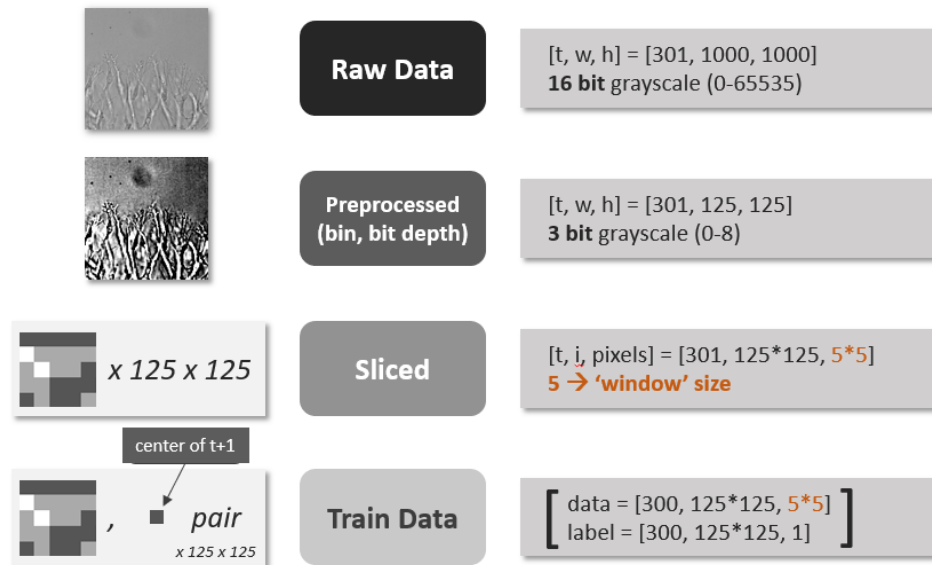 Raw Data
[t, w, h] = [301, 1000, 1000]
16 bit grayscale (0-65535)
Preprocessed
(bin, bit depth)
[t, w, h] = [301, 125, 125]
3 bit grayscale (0-8)
x 125 x 125
Sliced
[t, i, pixels] = [301, 125*125, 5*5]
5 → ‘window’ size
center of t+1
, pair
x 125 x 125
Train Data
[ data = [300, 125*125, 5*5] ]
label = [300, 125*125, 1]